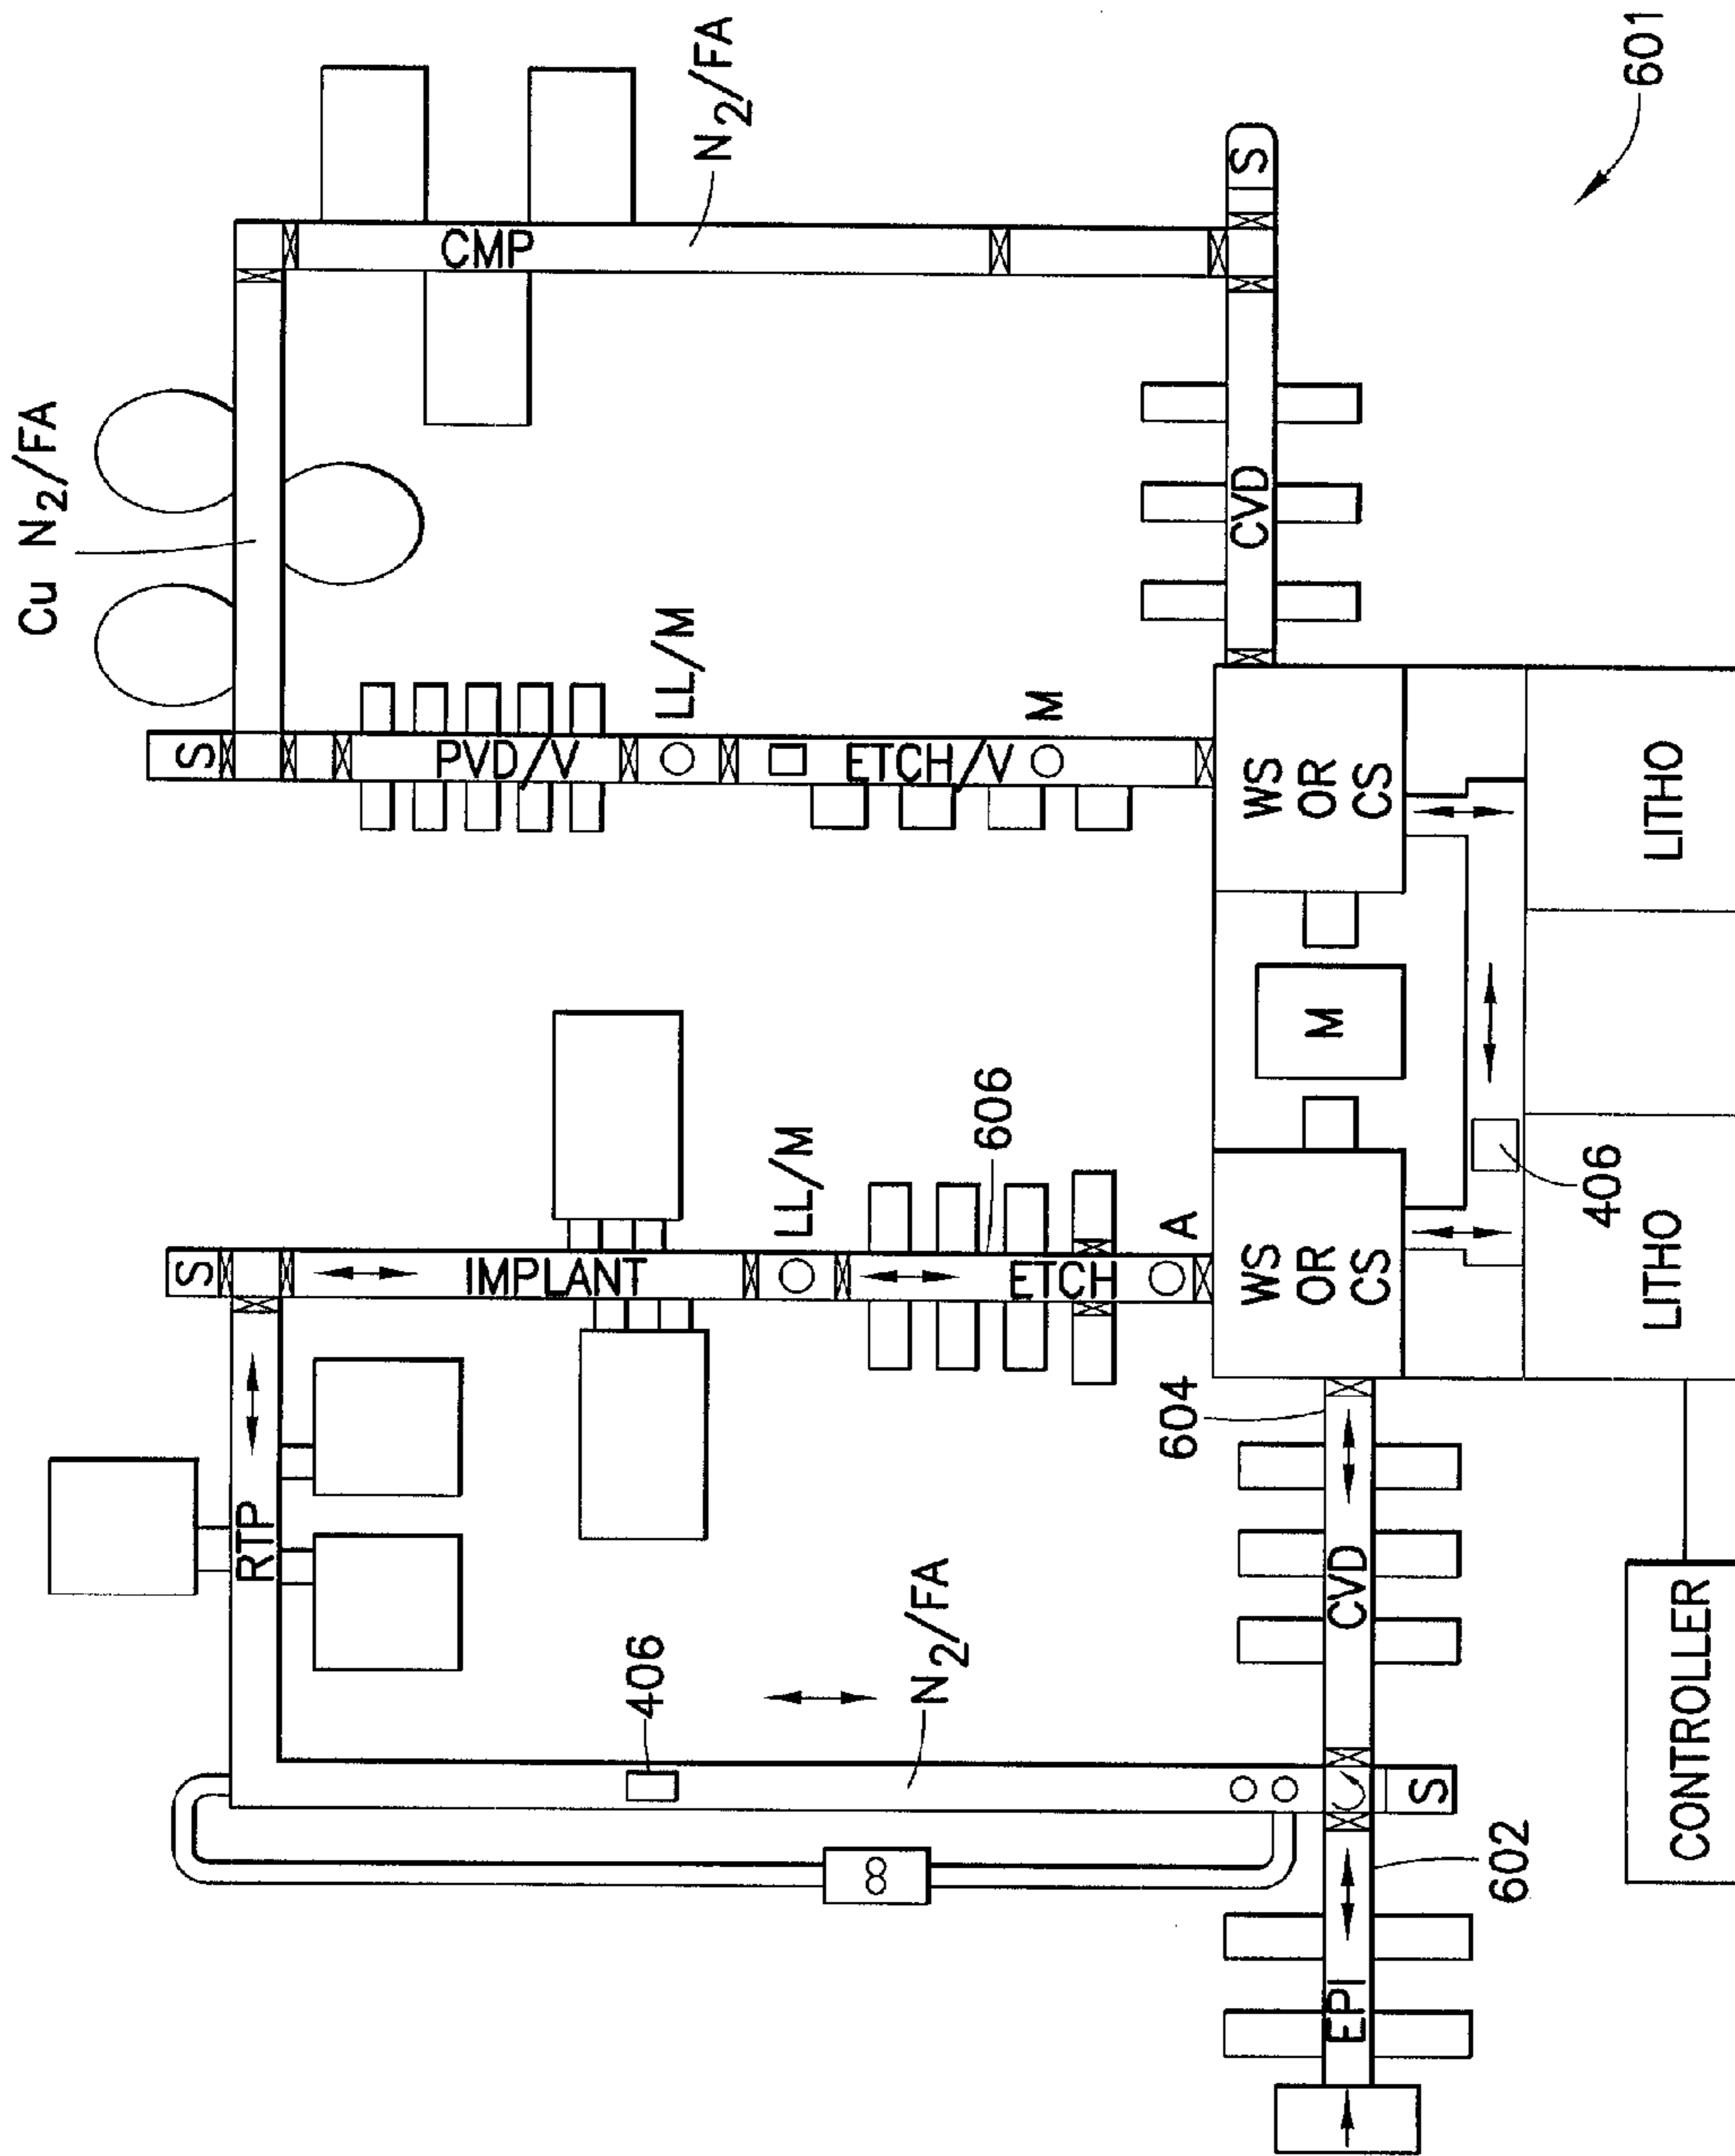 Cu N2/FA
S
S
RTP
CMP
N2/FA
PVD/V
LL/M
IMPLANT
LL/M
406
N2/FA
8
ETCH/V
M
606
ETCH
A
CVD
S
WS
OR
CS
WS
OR
CS
M
604
CVD
S
602
EPI
406
LITHO
LITHO
CONTROLLER
601